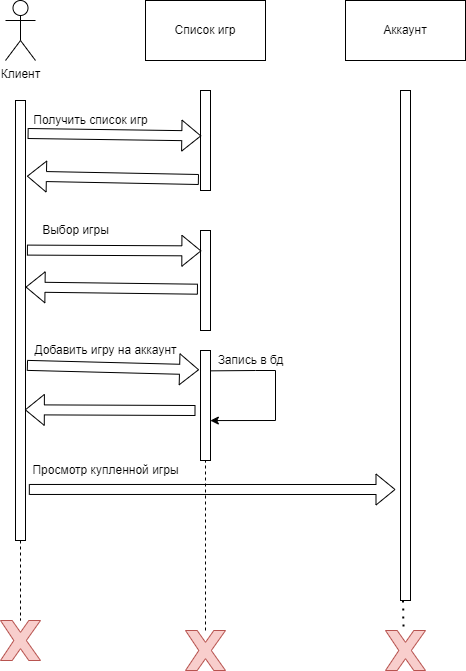 Клиент
Список игр
Аккаунт
Получить список игр
Выбор игры
Добавить игру на аккаунт
Запись в бд
Просмотр купленной игры